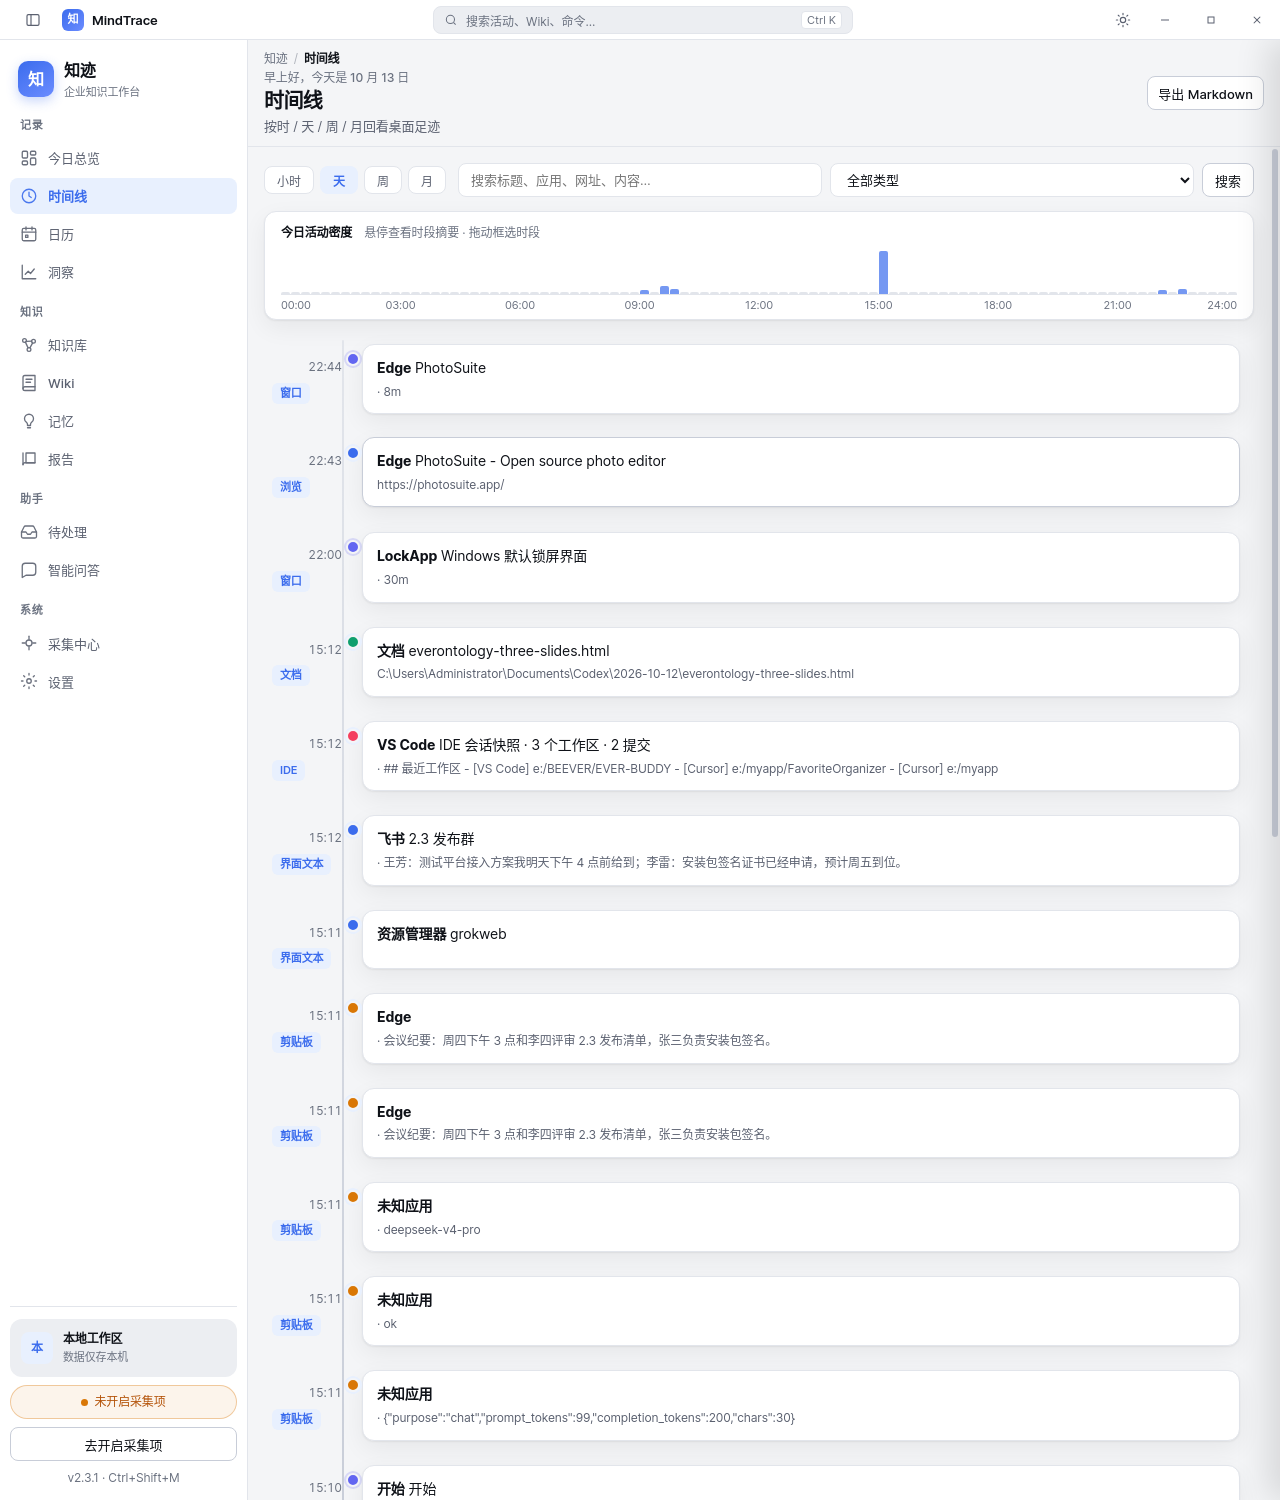 知 MindTrace
搜索活动、Wiki、命令... Ctrl K
知 知迹
企业知识工作台
记录
今日总览
时间线
日历
洞察
知识
知识库
Wiki
记忆
报告
助手
待处理
智能问答
系统
采集中心
设置
本 本地工作区
数据仅存本机
未开启采集项
去开启采集项
v2.3.1 · Ctrl+Shift+M
知迹 / 时间线
早上好，今天是 10 月 13 日
时间线
按时 / 天 / 周 / 月回看桌面足迹
导出 Markdown
小时 天 周 月 搜索标题、应用、网址、内容... 全部类型 搜索
今日活动密度 悬停查看时段摘要 · 拖动框选时段
00:00 03:00 06:00 09:00 12:00 15:00 18:00 21:00 24:00
22:44 Edge PhotoSuite
窗口 · 8m
22:43 Edge PhotoSuite - Open source photo editor
浏览 https://photosuite.app/
22:00 LockApp Windows 默认锁屏界面
窗口 · 30m
15:12 文档 everontology-three-slides.html
文档 C:\Users\Administrator\Documents\Codex\2026-10-12\everontology-three-slides.html
15:12 VS Code IDE 会话快照 · 3 个工作区 · 2 提交
IDE · ## 最近工作区 - [VS Code] e:/BEEVER/EVER-BUDDY - [Cursor] e:/myapp/FavoriteOrganizer - [Cursor] e:/myapp
15:12 飞书 2.3 发布群
界面文本 · 王芳：测试平台接入方案我明天下午 4 点前给到；李雷：安装包签名证书已经申请，预计周五到位。
15:11 资源管理器 grokweb
界面文本
15:11 Edge
剪贴板 · 会议纪要：周四下午 3 点和李四评审 2.3 发布清单，张三负责安装包签名。
15:11 Edge
剪贴板 · 会议纪要：周四下午 3 点和李四评审 2.3 发布清单，张三负责安装包签名。
15:11 未知应用
剪贴板 · deepseek-v4-pro
15:11 未知应用
剪贴板 · ok
15:11 未知应用
剪贴板 · {"purpose":"chat","prompt_tokens":99,"completion_tokens":200,"chars":30}
15:10 开始 开始